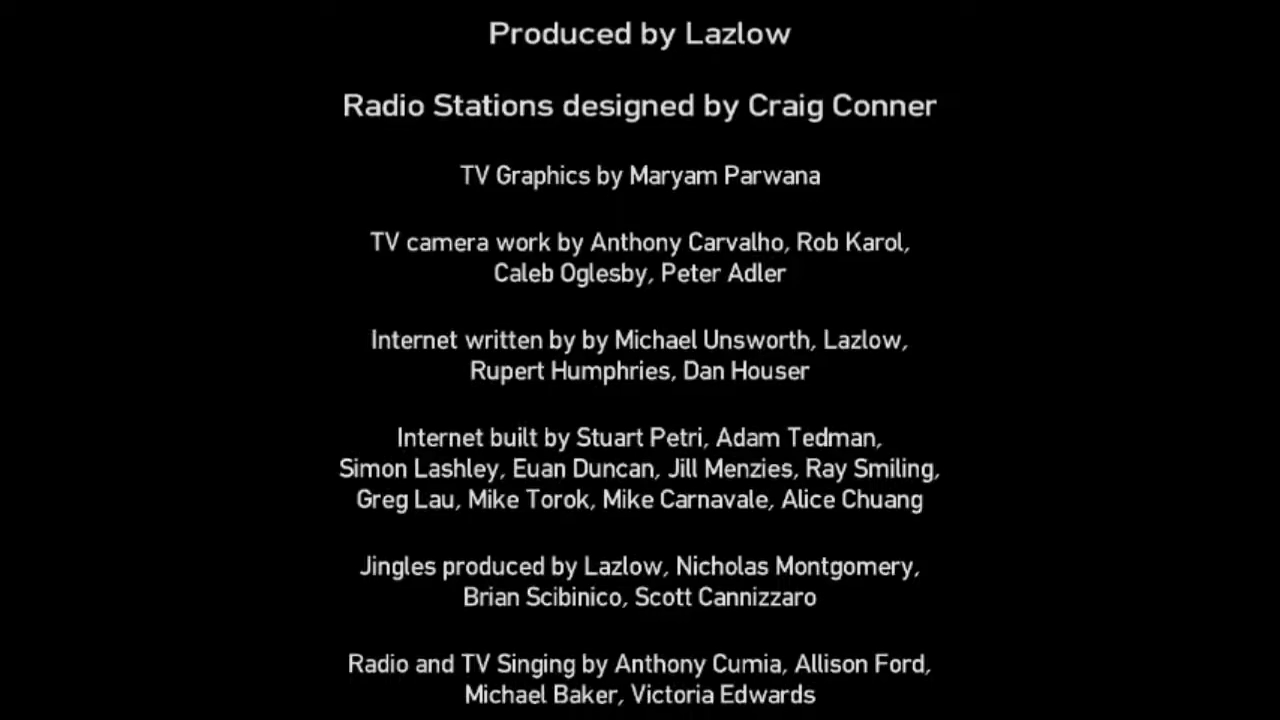 Produced by Lazlow
Radio Stations designed by Craig Conner
TV Graphics by Maryam Parwana
TV camera work by Anthony Carvalho, Rob Karol,
Caleb Oglesby, Peter Adler
Internet written by by Michael Unsworth, Lazlow,
Rupert Humphries, Dan Houser
Internet built by Stuart Petri, Adam Tedman,
Simon Lashley, Euan Duncan, Jill Menzies, Ray Smiling,
Greg Lau, Mike Torok, Mike Carnavale, Alice Chuang
Jingles produced by Lazlow, Nicholas Montgomery,
Brian Scibinico, Scott Cannizzaro
Radio and TV Singing by Anthony Cumia, Allison Ford,
Michael Baker, Victoria Edwards